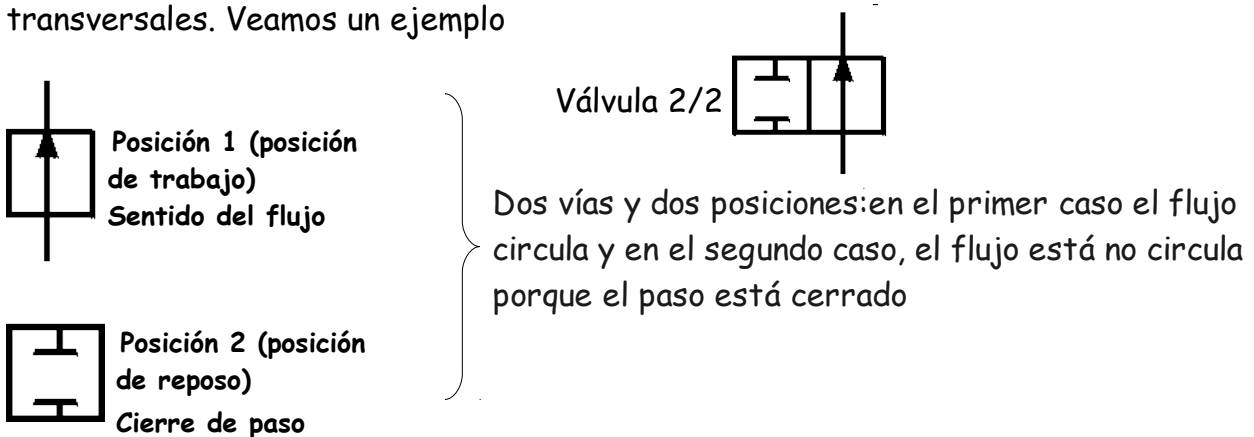 transversales. Veamos un ejemplo
Válvula 2/2
Posición 1 (posición
de trabajo)
Sentido del flujo
Dos vías y dos posiciones:en el primer caso el flujo
circula y en el segundo caso, el flujo está no circula
porque el paso está cerrado
Posición 2 (posición
de reposo)
Cierre de paso